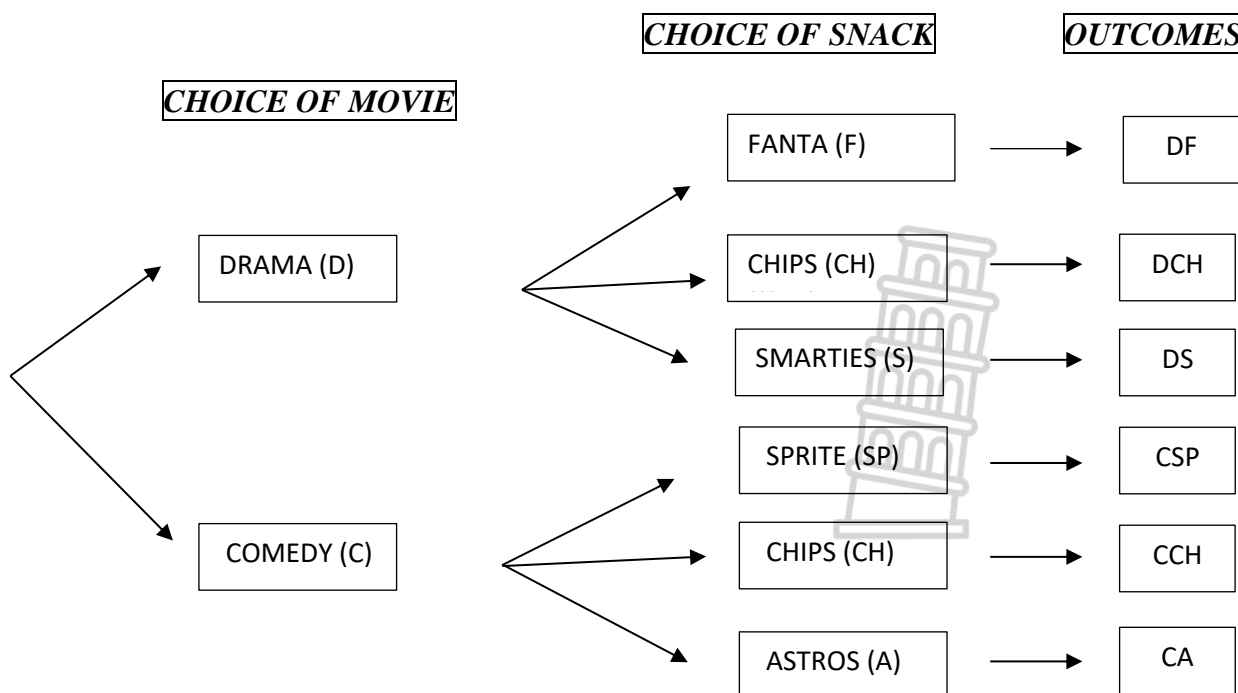 CHOICE OF SNACK
OUTCOMES
CHOICE OF MOVIE
FANTA (F)
DF
DRAMA (D)
CHIPS (CH)
DCH
SMARTIES (S)
DS
SPRITE (SP)
CSP
COMEDY (C)
CHIPS (CH)
CCH
ASTROS (A)
CA